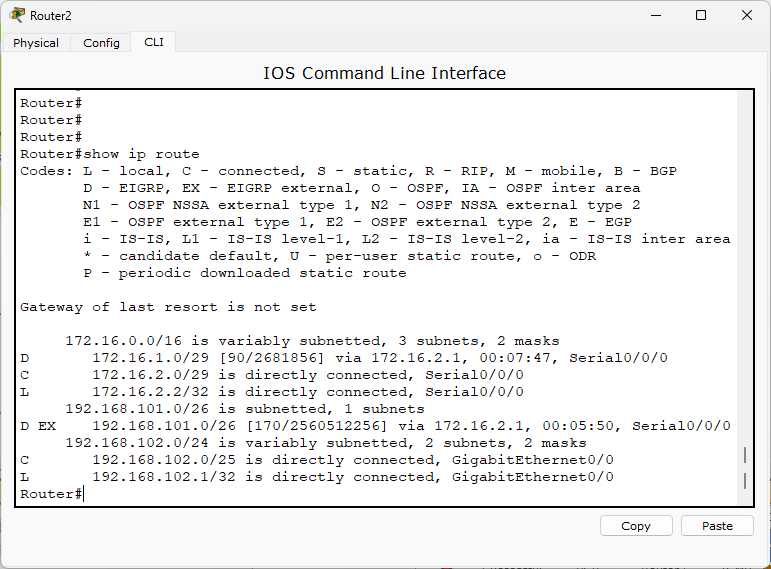 Router2
Physical Config CLI
IOS Command Line Interface
Router#
Router#
Router#
Router#show ip route
Codes: L - local, C - connected, S - static, R - RIP, M - mobile, B - BGP
D - EIGRP, EX - EIGRP external, O - OSPF, IA - OSPF inter area
N1 - OSPF NSSA external type 1, N2 - OSPF NSSA external type 2
E1 - OSPF external type 1, E2 - OSPF external type 2, E - EGP
i - IS-IS, L1 - IS-IS level-1, L2 - IS-IS level-2, ia - IS-IS inter area
* - candidate default, U - per-user static route, o - ODR
P - periodic downloaded static route
Gateway of last resort is not set
172.16.0.0/16 is variably subnetted, 3 subnets, 2 masks
D 172.16.1.0/29 [90/2681856] via 172.16.2.1, 00:07:47, Serial0/0/0
C 172.16.2.0/29 is directly connected, Serial0/0/0
L 172.16.2.2/32 is directly connected, Serial0/0/0
192.168.101.0/26 is subnetted, 1 subnets
D EX 192.168.101.0/26 [170/2560512256] via 172.16.2.1, 00:05:50, Serial0/0/0
192.168.102.0/24 is variably subnetted, 2 subnets, 2 masks
C 192.168.102.0/25 is directly connected, GigabitEthernet0/0
L 192.168.102.1/32 is directly connected, GigabitEthernet0/0
Router#
Copy Paste